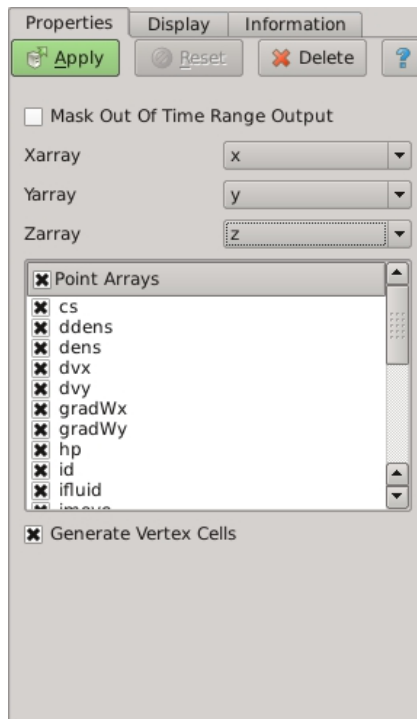 Properties Display Information
Apply Reset Delete ?
Mask Out Of Time Range Output
Xarray x
Yarray y
Zarray z
Point Arrays
cs
ddens
dens
dvx
dvy
gradWx
gradWy
hp
id
ifluid
Generate Vertex Cells